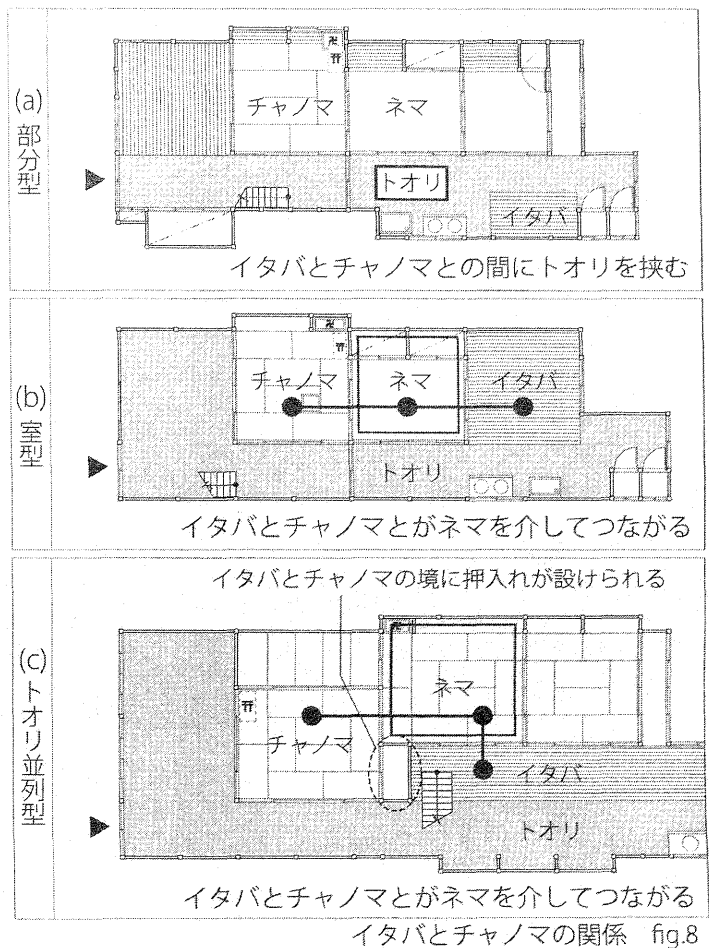 (a) 部分型
チャノマ
ネマ
卍
⛩
トオリ
イタバ
イタバとチャノマとの間にトオリを挟む
(b) 室型
卍
⛩
チャノマ
ネマ
イタバ
トオリ
イタバとチャノマとがネマを介してつながる
イタバとチャノマの境に押入れが設けられる
(c) トオリ並列型
卍
⛩
ネマ
チャノマ
イタバ
トオリ
イタバとチャノマとがネマを介してつながる
イタバとチャノマの関係 fig.8